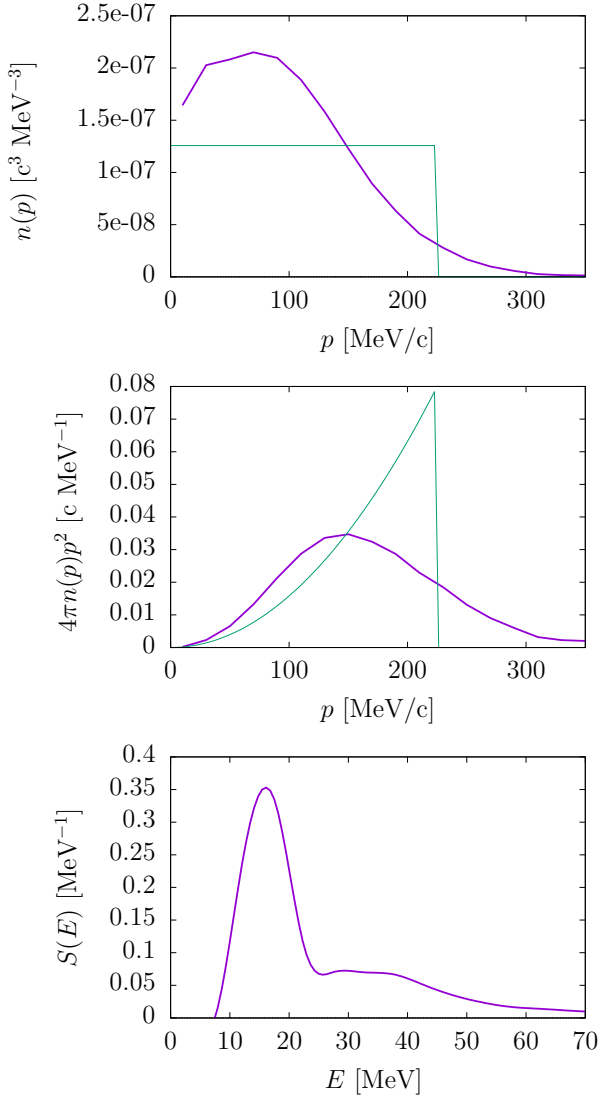 2.5e-07
2e-07
1.5e-07
1e-07
5e-08
0
n(p) [c³ MeV⁻³]
0 100 200 300
p [MeV/c]
0.08
0.07
0.06
0.05
0.04
0.03
0.02
0.01
0
4πn(p)p² [c MeV⁻¹]
0 100 200 300
p [MeV/c]
0.4
0.35
0.3
0.25
0.2
0.15
0.1
0.05
0
S(E) [MeV⁻¹]
0 10 20 30 40 50 60 70
E [MeV]